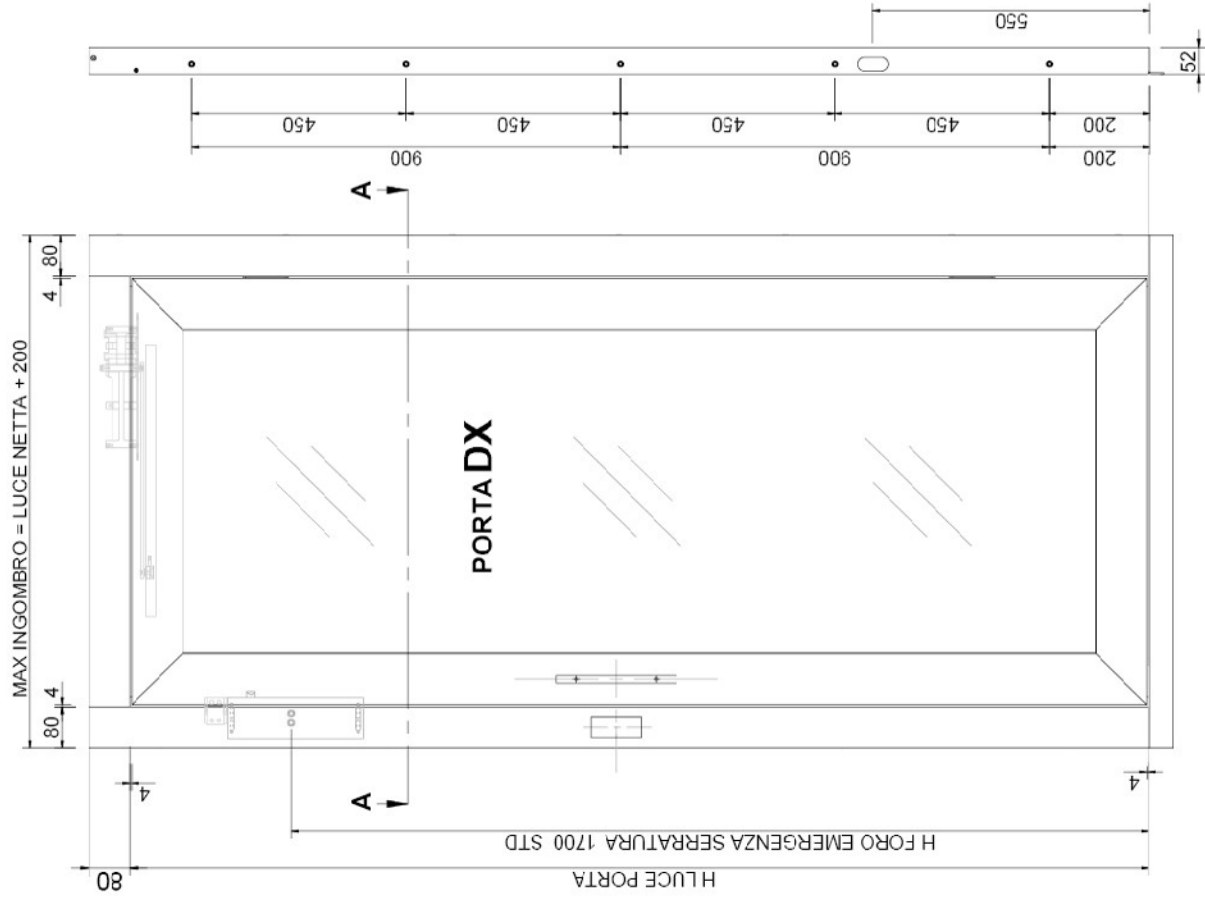 550
52
450
450
450
450
200
900
900
200
A
MAX INGOMBRO = LUCE NETTA + 200
80
4
4
80
PORTA DX
A
4
4
H FORO EMERGENZA SERRATURA 1700 STD
H LUCE PORTA
80